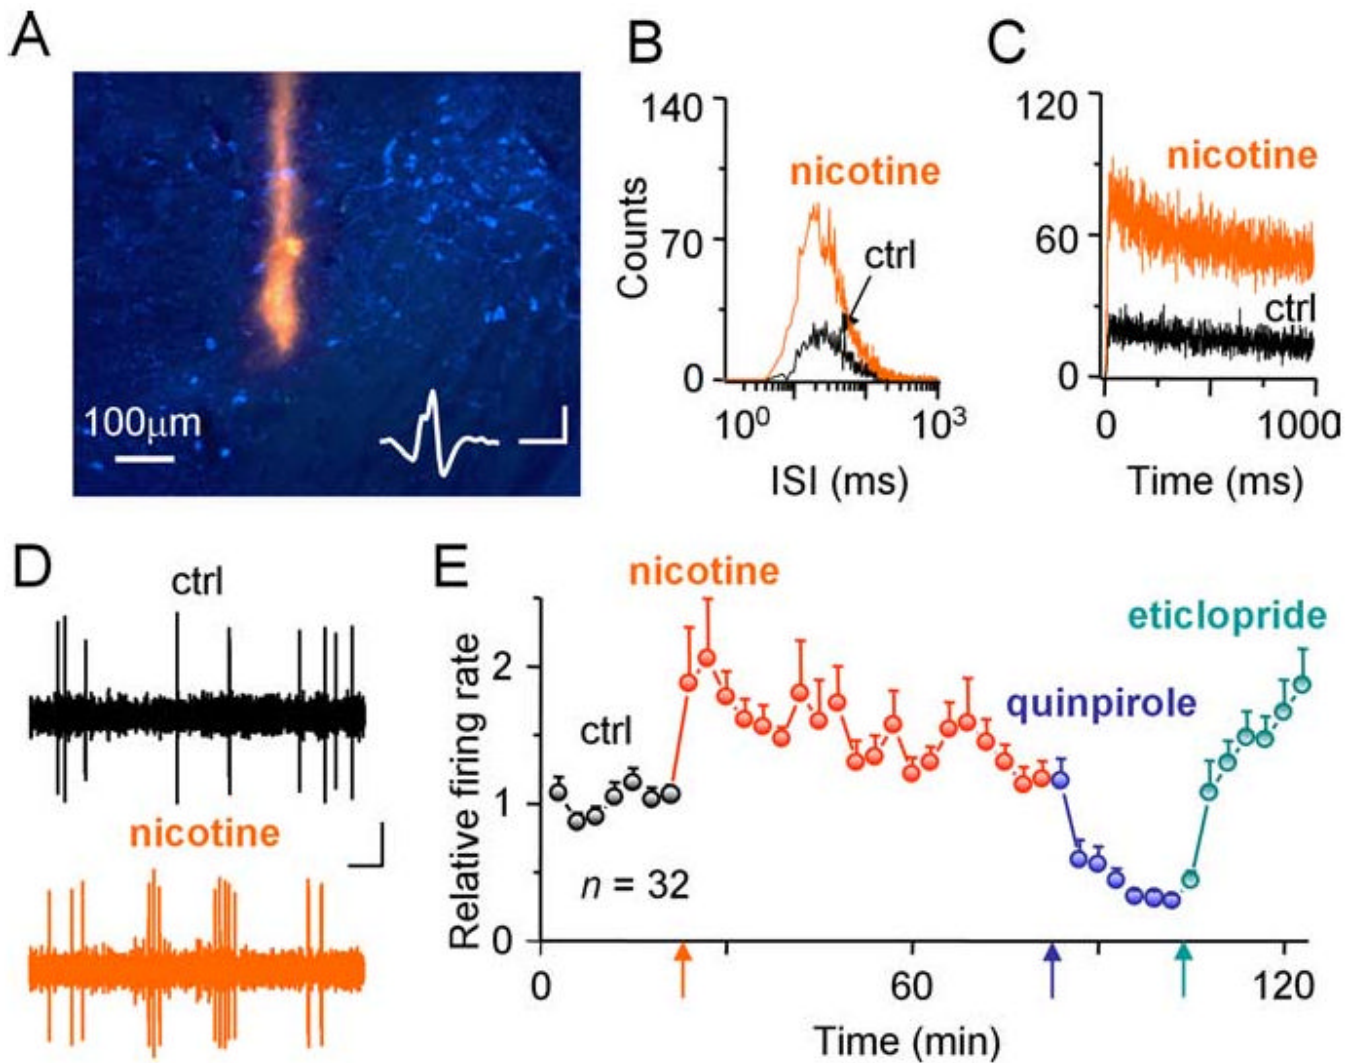 A
100μm
B
140
70
0
Counts
nicotine
ctrl
10⁰
10³
ISI (ms)
C
120
60
0
nicotine
ctrl
0
1000
Time (ms)
D
ctrl
nicotine
E
Relative firing rate
2
1
0
ctrl
nicotine
quinpirole
eticlopride
n = 32
0
60
120
Time (min)